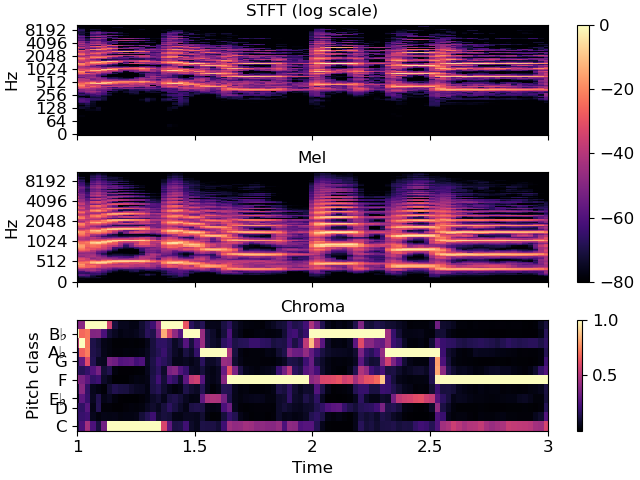 STFT (log scale)
8192
4096
2048
1024
512
256
128
64
0
Hz
Mel
8192
4096
2048
1024
512
0
Hz
0
−20
−40
−60
−80
Chroma
B♭
A♭
G
F
E♭
D
C
Pitch class
1
1.5
2
2.5
3
Time
1.0
0.5